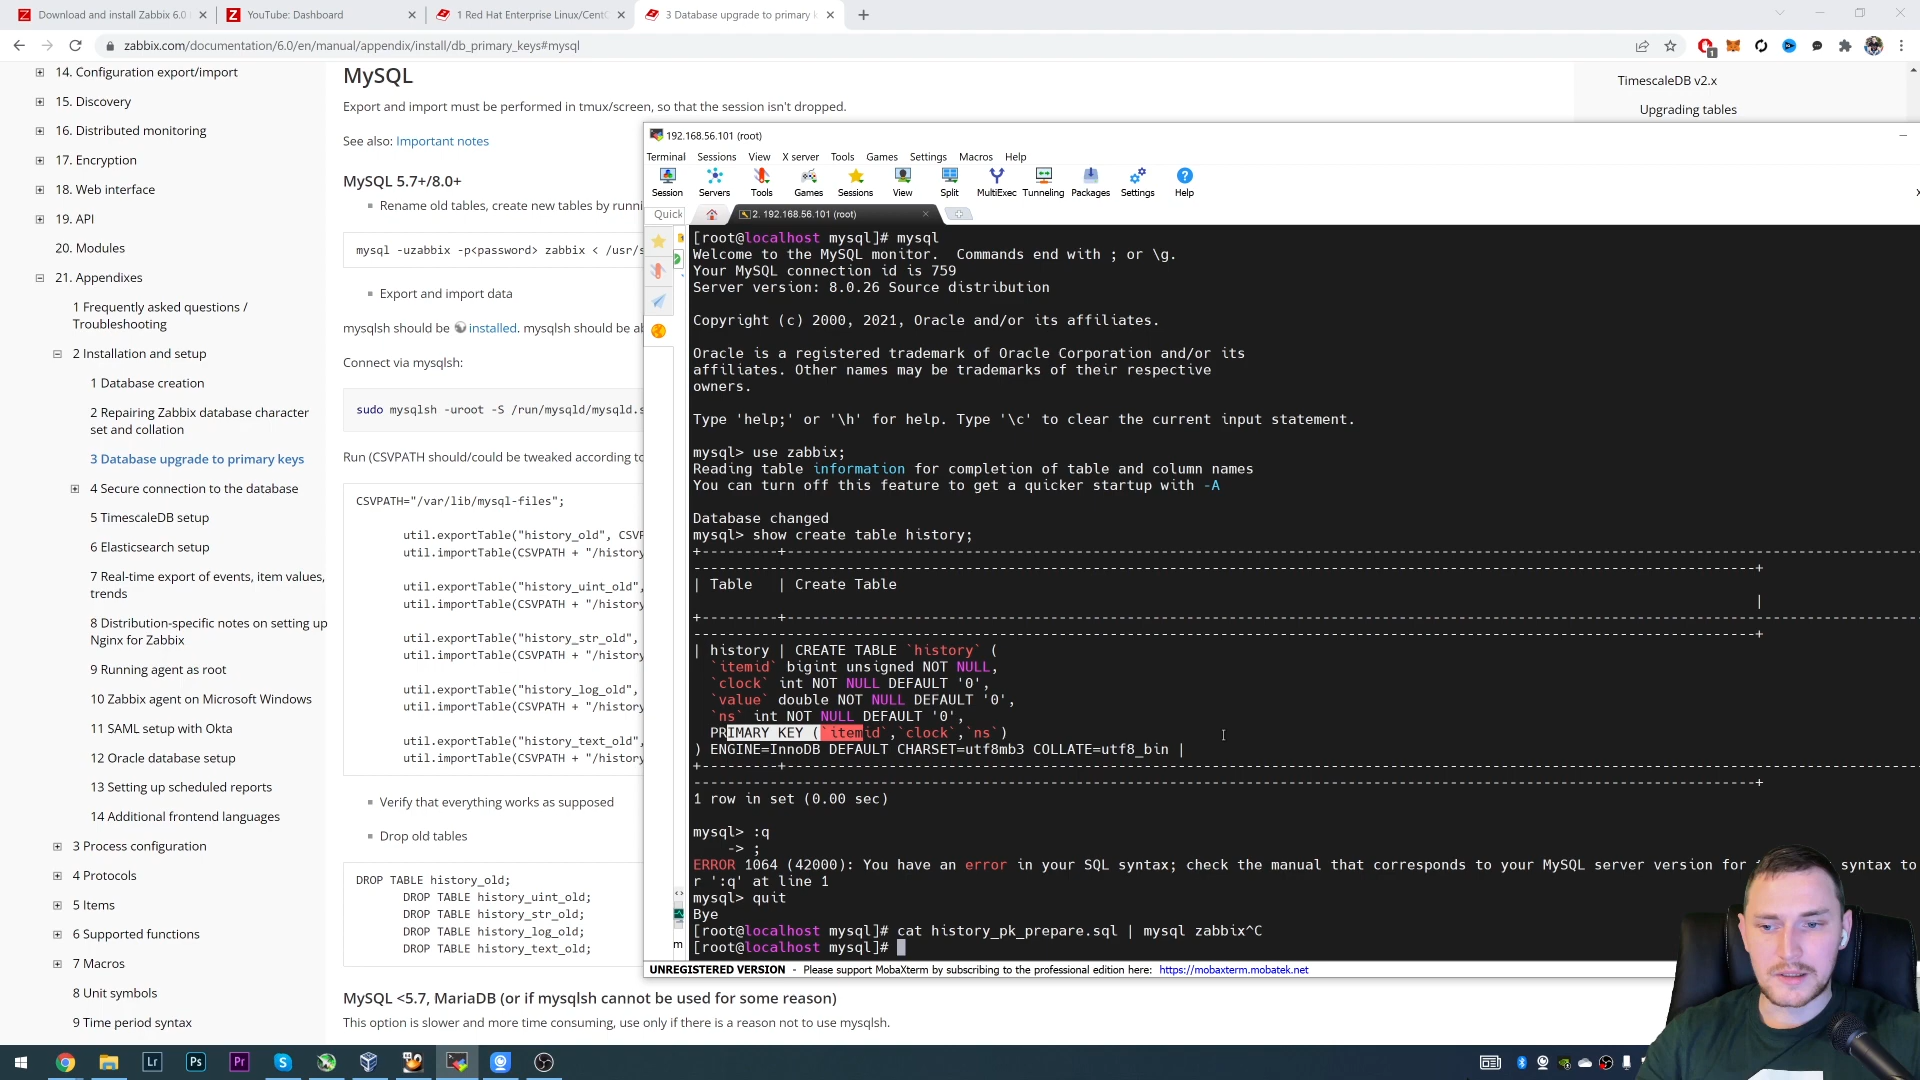 Download and install Zabbix 6.0
YouTube: Dashboard
1 Red Hat Enterprise Linux/Cent
3 Database upgrade to primary
zabbix.com/documentation/6.0/en/manual/appendix/install/db_primary_keys#mysql
14. Configuration export/import
15. Discovery
16. Distributed monitoring
17. Encryption
18. Web interface
19. API
20. Modules
21. Appendixes
1 Frequently asked questions /
Troubleshooting
2 Installation and setup
1 Database creation
2 Repairing Zabbix database character
set and collation
3 Database upgrade to primary keys
4 Secure connection to the database
5 TimescaleDB setup
6 Elasticsearch setup
7 Real-time export of events, item values,
trends
8 Distribution-specific notes on setting up
Nginx for Zabbix
9 Running agent as root
10 Zabbix agent on Microsoft Windows
11 SAML setup with Okta
12 Oracle database setup
13 Setting up scheduled reports
14 Additional frontend languages
3 Process configuration
4 Protocols
5 Items
6 Supported functions
7 Macros
8 Unit symbols
9 Time period syntax
MySQL
Export and import must be performed in tmux/screen, so that the session isn't dropped.
See also: Important notes
MySQL 5.7+/8.0+
Rename old tables, create new tables by runni
mysql -uzabbix -p<password> zabbix < /usr/s
Export and import data
mysqlsh should be installed. mysqlsh should be a
Connect via mysqlsh:
sudo mysqlsh -uroot -S /run/mysqld/mysqld.s
Run (CSVPATH should/could be tweaked according to
CSVPATH="/var/lib/mysql-files";
util.exportTable("history_old", CSV
util.importTable(CSVPATH + "/history
util.exportTable("history_uint_old",
util.importTable(CSVPATH + "/history
util.exportTable("history_str_old",
util.importTable(CSVPATH + "/history
util.exportTable("history_log_old",
util.importTable(CSVPATH + "/history
util.exportTable("history_text_old",
util.importTable(CSVPATH + "/history
Verify that everything works as supposed
Drop old tables
DROP TABLE history_old;
DROP TABLE history_uint_old;
DROP TABLE history_str_old;
DROP TABLE history_log_old;
DROP TABLE history_text_old;
MySQL <5.7, MariaDB (or if mysqlsh cannot be used for some reason)
This option is slower and more time consuming, use only if there is a reason not to use mysqlsh.
TimescaleDB v2.x
Upgrading tables
192.168.56.101 (root)
Terminal Sessions View X server Tools Games Settings Macros Help
Session Servers Tools Games Sessions View Split MultiExec Tunneling Packages Settings Help
Quick
2. 192.168.56.101 (root)
[root@localhost mysql]# mysql
Welcome to the MySQL monitor.  Commands end with ; or \g.
Your MySQL connection id is 759
Server version: 8.0.26 Source distribution
Copyright (c) 2000, 2021, Oracle and/or its affiliates.
Oracle is a registered trademark of Oracle Corporation and/or its
affiliates. Other names may be trademarks of their respective
owners.
Type 'help;' or '\h' for help. Type '\c' to clear the current input statement.
mysql> use zabbix;
Reading table information for completion of table and column names
You can turn off this feature to get a quicker startup with -A
Database changed
mysql> show create table history;
| Table   | Create Table
|
| history | CREATE TABLE `history` (
`itemid` bigint unsigned NOT NULL,
`clock` int NOT NULL DEFAULT '0',
`value` double NOT NULL DEFAULT '0',
`ns` int NOT NULL DEFAULT '0',
PRIMARY KEY (`itemid`,`clock`,`ns`)
) ENGINE=InnoDB DEFAULT CHARSET=utf8mb3 COLLATE=utf8_bin |
1 row in set (0.00 sec)
mysql> :q
-> ;
ERROR 1064 (42000): You have an error in your SQL syntax; check the manual that corresponds to your MySQL server version for syntax to
r ':q' at line 1
mysql> quit
Bye
[root@localhost mysql]# cat history_pk_prepare.sql | mysql zabbix^C
[root@localhost mysql]#
UNREGISTERED VERSION - Please support MobaXterm by subscribing to the professional edition here: https://mobaxterm.mobatek.net
Lr
Ps
Pr